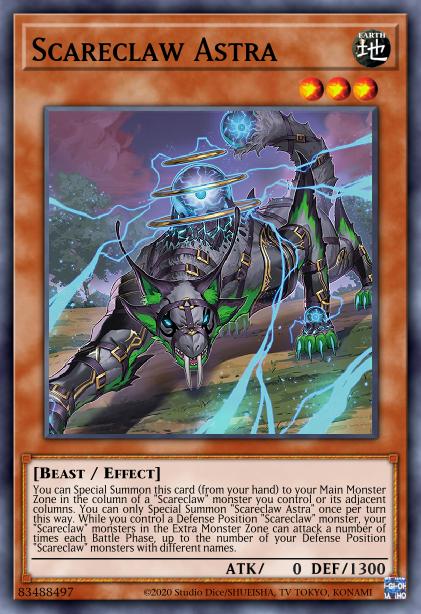 Scareclaw Astra
EARTH
地
[Beast / Effect]
You can Special Summon this card (from your hand) to your Main Monster
Zone in the column of a "Scareclaw" monster you control or its adjacent
columns. You can only Special Summon "Scareclaw Astra" once per turn
this way. While you control a Defense Position "Scareclaw" monster, your
"Scareclaw" monsters in the Extra Monster Zone can attack a number of
times each Battle Phase, up to the number of your Defense Position
"Scareclaw" monsters with different names.
ATK/ 0 DEF/1300
83488497 ©2020 Studio Dice/SHUEISHA, TV TOKYO, KONAMI